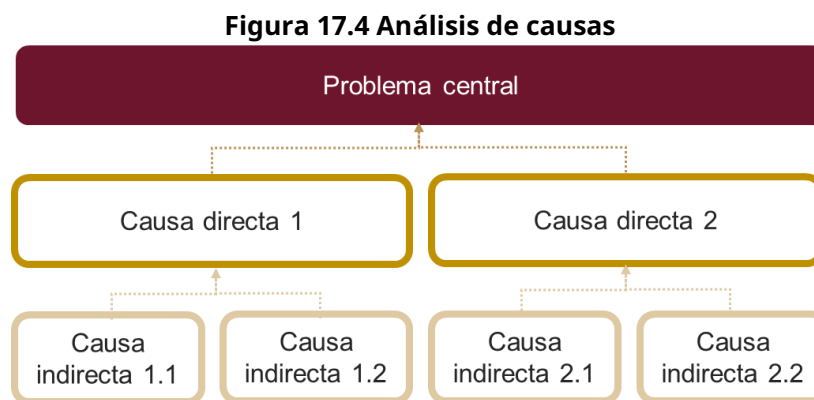 Figura 17.4 Análisis de causas
Problema central
Causa directa 1
Causa directa 2
Causa
indirecta 1.1
Causa
indirecta 1.2
Causa
indirecta 2.1
Causa
indirecta 2.2